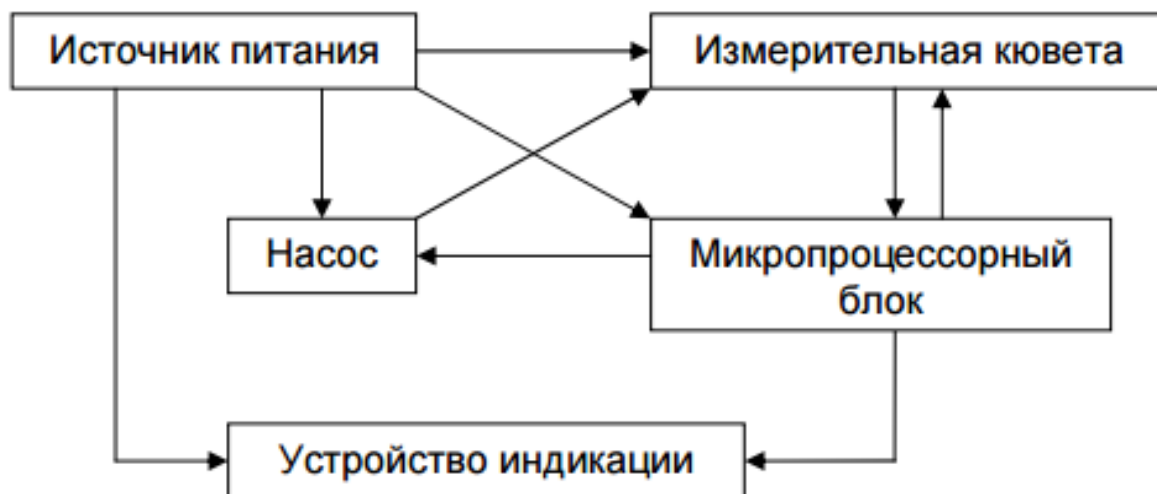 Источник питания
Измерительная кювета
Насос
Микропроцессорный
блок
Устройство индикации